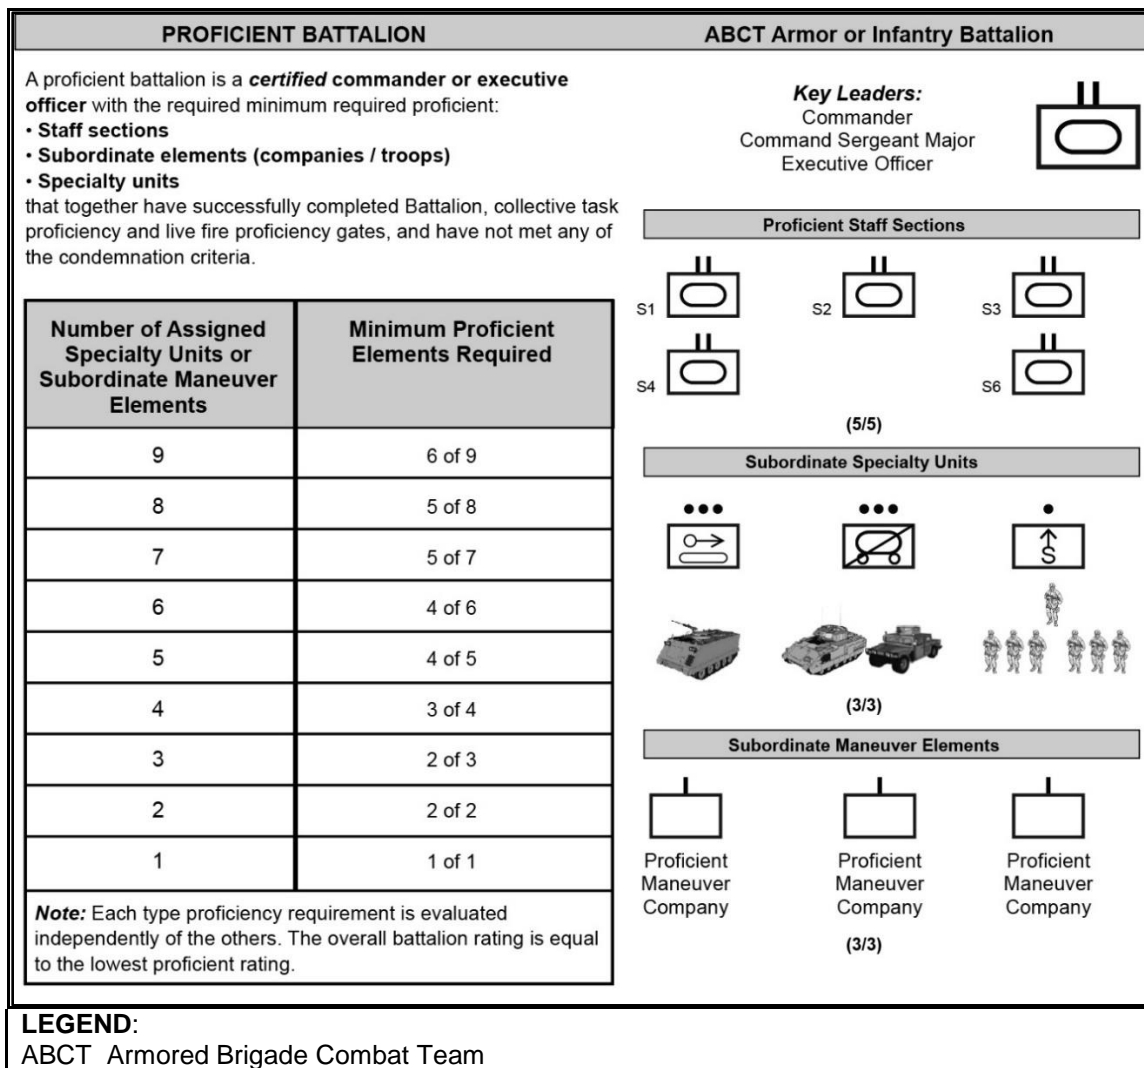 PROFICIENT BATTALION
A proficient battalion is a certified commander or executive
officer with the required minimum required proficient:
• Staff sections
• Subordinate elements (companies / troops)
• Specialty units
that together have successfully completed Battalion, collective task
proficiency and live fire proficiency gates, and have not met any of
the condemnation criteria.
Number of Assigned
Specialty Units or
Subordinate Maneuver
Elements
Minimum Proficient
Elements Required
9 6 of 9
8 5 of 8
7 5 of 7
6 4 of 6
5 4 of 5
4 3 of 4
3 2 of 3
2 2 of 2
1 1 of 1
Note: Each type proficiency requirement is evaluated
independently of the others. The overall battalion rating is equal
to the lowest proficient rating.
ABCT Armor or Infantry Battalion
Key Leaders:
Commander
Command Sergeant Major
Executive Officer
Proficient Staff Sections
S1 S2 S3
S4 S6
(5/5)
Subordinate Specialty Units
S
(3/3)
Subordinate Maneuver Elements
Proficient
Maneuver
Company
Proficient
Maneuver
Company
Proficient
Maneuver
Company
(3/3)
LEGEND:
ABCT Armored Brigade Combat Team